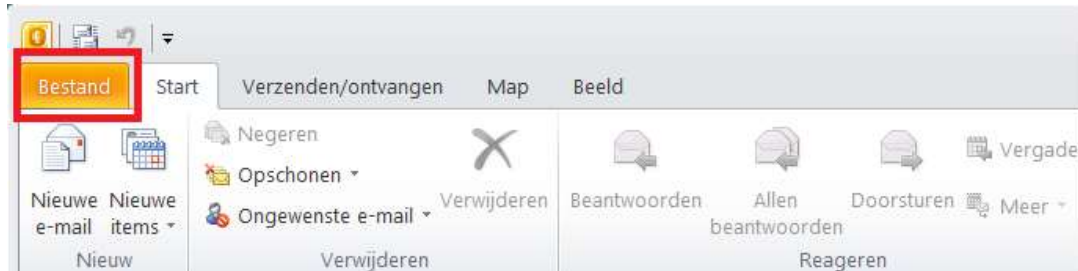 Bestand Start Verzenden/ontvangen Map Beeld
Nieuwe e-mail
Nieuwe items
Nieuw
Negeren
Opschonen
Ongewenste e-mail
Verwijderen
Verwijderen
Beantwoorden
Allen beantwoorden
Doorsturen
Vergade
Meer
Reageren